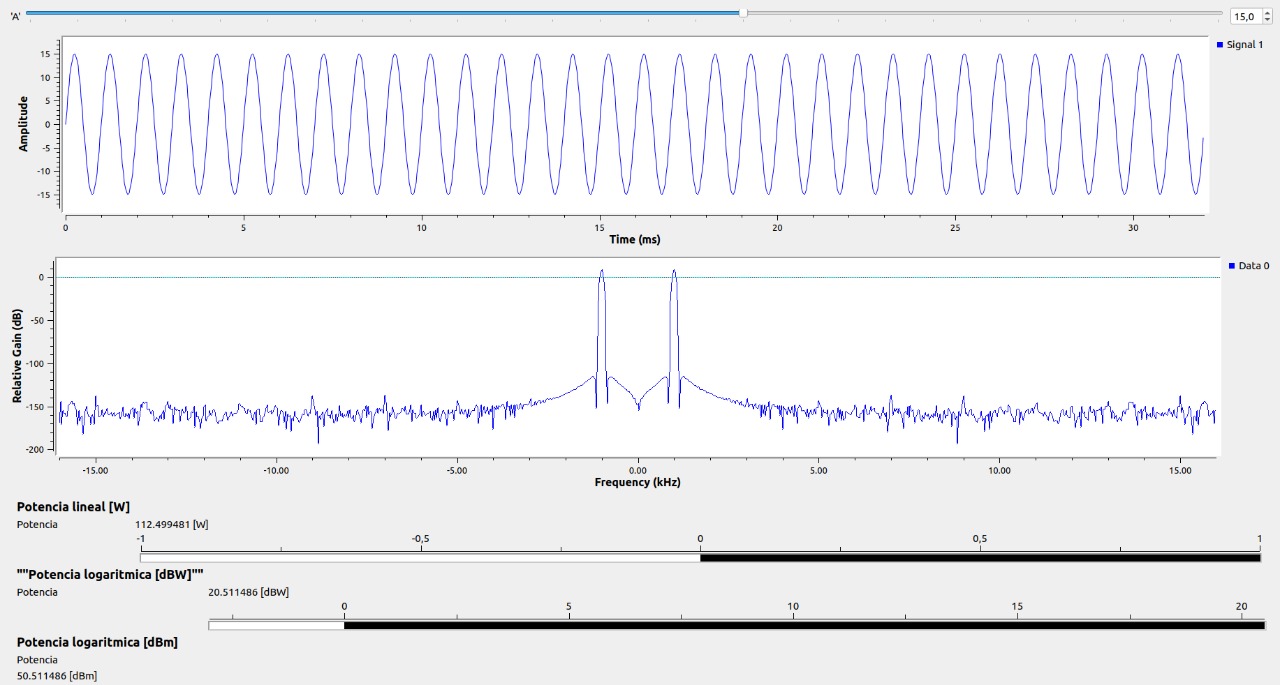 'A' 15,0
Signal 1
Amplitude
15
10
5
0
-5
-10
-15
0 5 10 15 20 25 30
Time (ms)
Data 0
Relative Gain (dB)
0
-50
-100
-150
-200
-15.00 -10.00 -5.00 0.00 5.00 10.00 15.00
Frequency (kHz)
Potencia lineal [W]
Potencia 112.499481 [W]
-1 -0,5 0 0,5 1
""Potencia logaritmica [dBW]""
Potencia 20.511486 [dBW]
0 5 10 15 20
Potencia logaritmica [dBm]
Potencia
50.511486 [dBm]